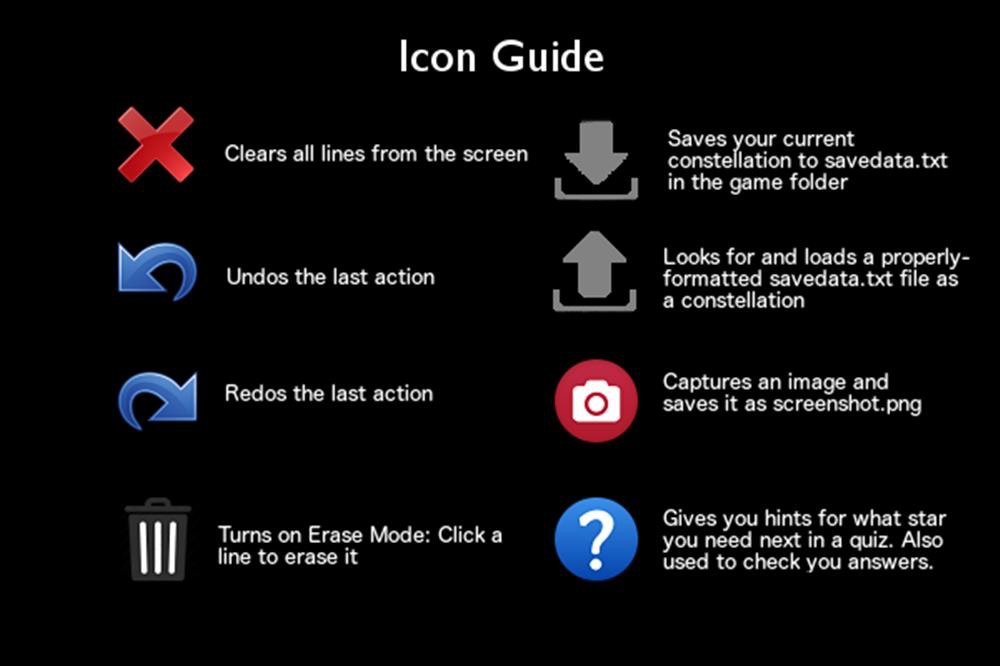 Icon Guide
Clears all lines from the screen
Undos the last action
Redos the last action
Turns on Erase Mode: Click a
line to erase it
Saves your current
constellation to savedata.txt
in the game folder
Looks for and loads a properly-
formatted savedata.txt file as
a constellation
Captures an image and
saves it as screenshot.png
?
Gives you hints for what star
you need next in a quiz. Also
used to check you answers.